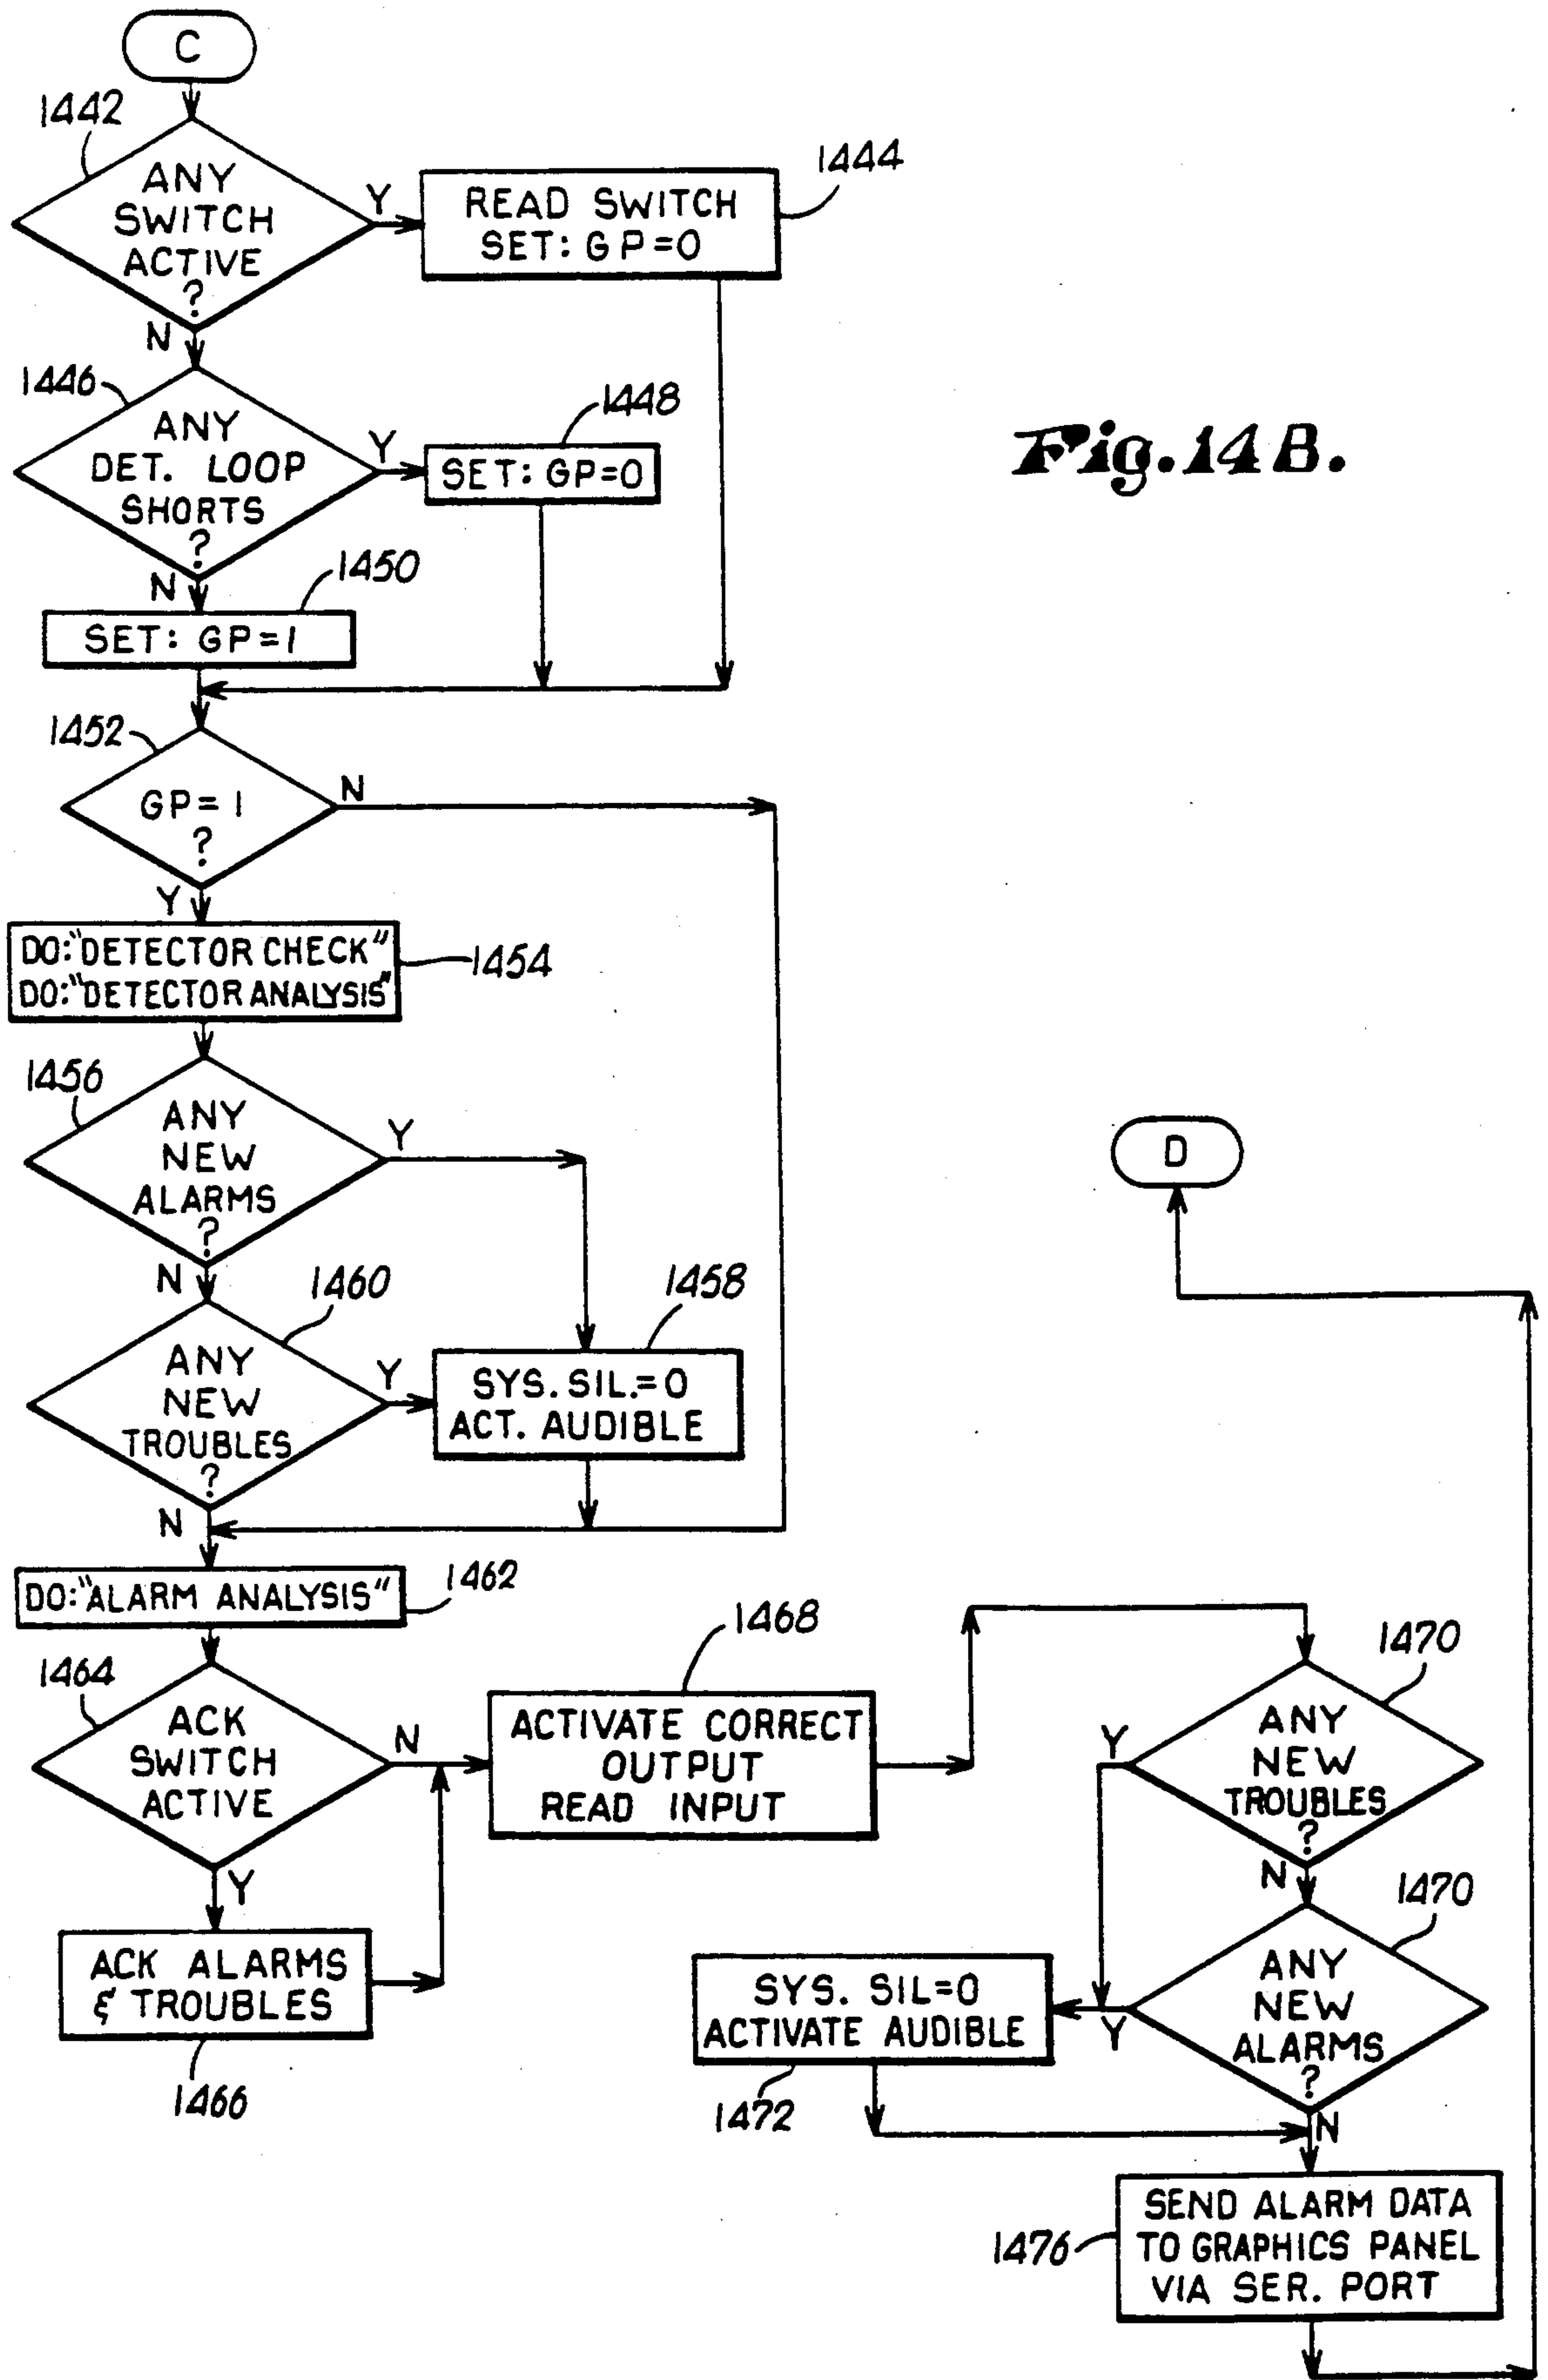 C
1442
ANY
SWITCH
ACTIVE
?
Y
N
READ SWITCH
SET: GP=0
1444
1446
ANY
DET. LOOP
SHORTS
?
Y
N
SET: GP=0
1448
Fig. 14B.
1450
SET: GP=1
1452
GP=1
?
N
Y
DO:"DETECTOR CHECK"
DO:"DETECTOR ANALYSIS"
1454
1456
ANY
NEW
ALARMS
?
Y
N
D
1460
ANY
NEW
TROUBLES
?
Y
N
1458
SYS. SIL.=0
ACT. AUDIBLE
DO:"ALARM ANALYSIS"
1462
1464
ACK
SWITCH
ACTIVE
N
Y
ACK ALARMS
& TROUBLES
1466
1468
ACTIVATE CORRECT
OUTPUT
READ INPUT
1470
ANY
NEW
TROUBLES
?
Y
N
1470
ANY
NEW
ALARMS
?
Y
N
SYS. SIL=0
ACTIVATE AUDIBLE
1472
1476
SEND ALARM DATA
TO GRAPHICS PANEL
VIA SER. PORT